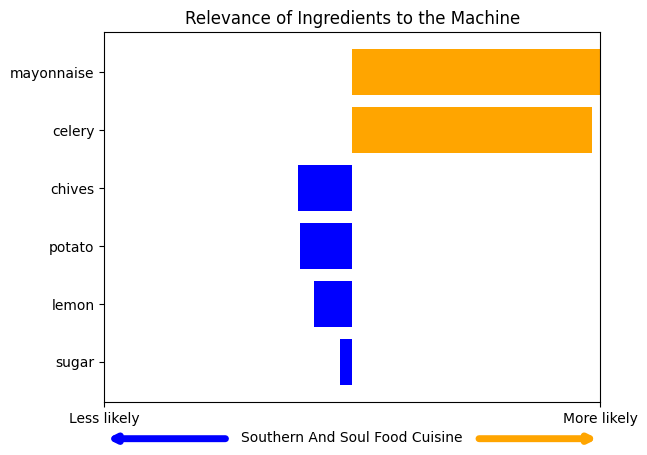 Relevance of Ingredients to the Machine
mayonnaise
celery
chives
potato
lemon
sugar
Less likely
More likely
Southern And Soul Food Cuisine